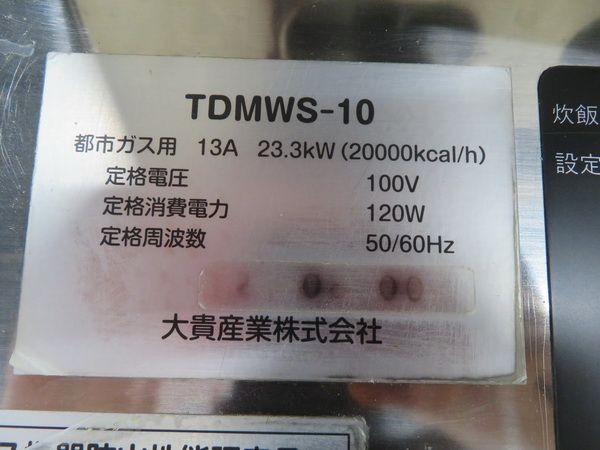 TDMWS-10
都市ガス用 13A 23.3kW (20000kcal/h)
定格電圧 100V
定格消費電力 120W
定格周波数 50/60Hz
大貴産業株式会社
炊飯
設定